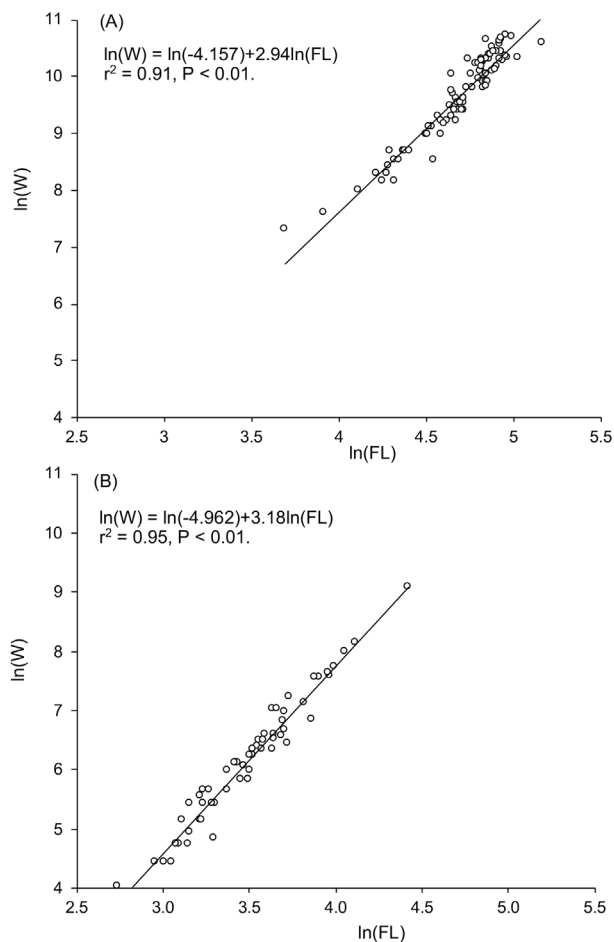 (A)
ln(W) = ln(-4.157)+2.94ln(FL)
r² = 0.91, P < 0.01.
11
10
9
8
7
6
5
4
ln(W)
2.5 3 3.5 4 4.5 5 5.5
ln(FL)
(B)
ln(W) = ln(-4.962)+3.18ln(FL)
r² = 0.95, P < 0.01.
11
10
9
8
7
6
5
4
ln(W)
2.5 3.0 3.5 4.0 4.5 5.0 5.5
ln(FL)